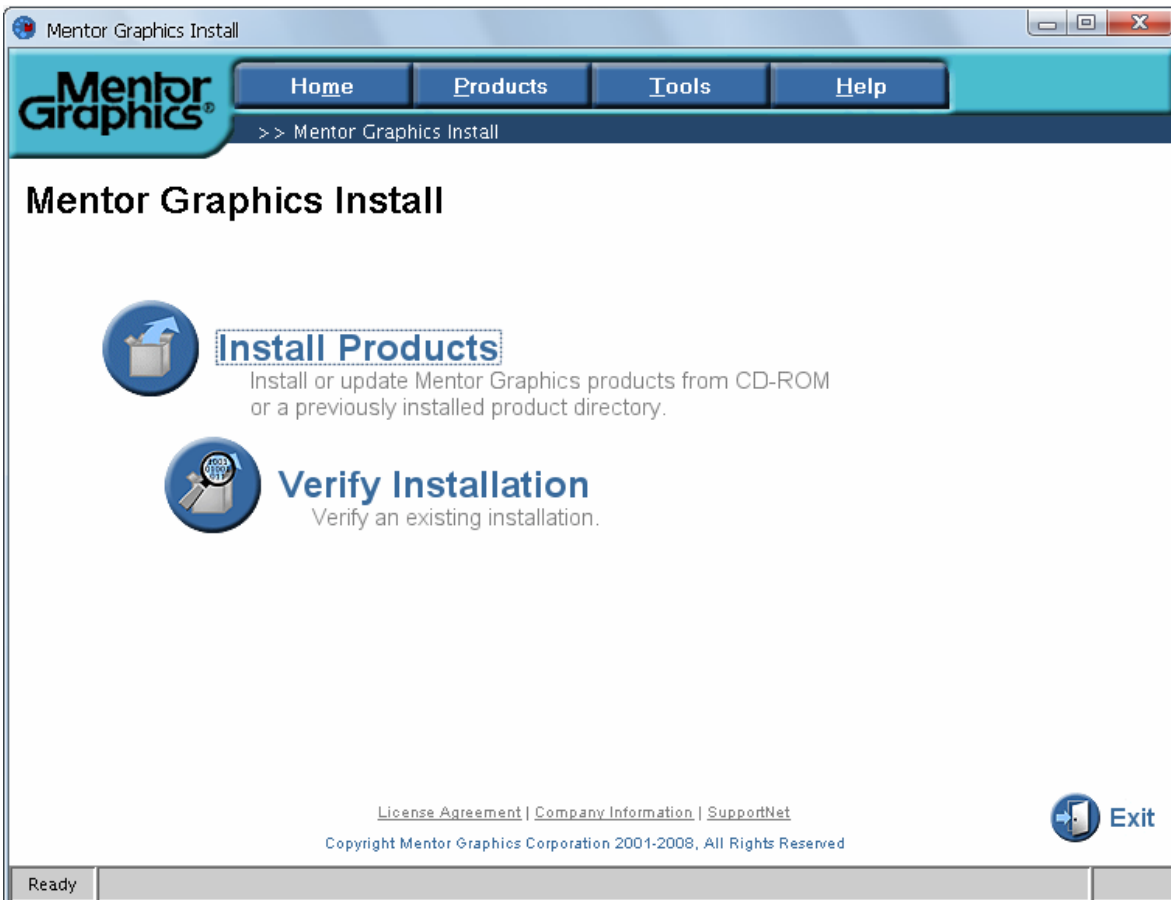 Mentor Graphics Install
Mentor
Graphics®
Home Products Tools Help
>> Mentor Graphics Install
Mentor Graphics Install
Install Products
Install or update Mentor Graphics products from CD-ROM
or a previously installed product directory.
Verify Installation
Verify an existing installation.
License Agreement | Company Information | SupportNet
Exit
Copyright Mentor Graphics Corporation 2001-2008, All Rights Reserved
Ready